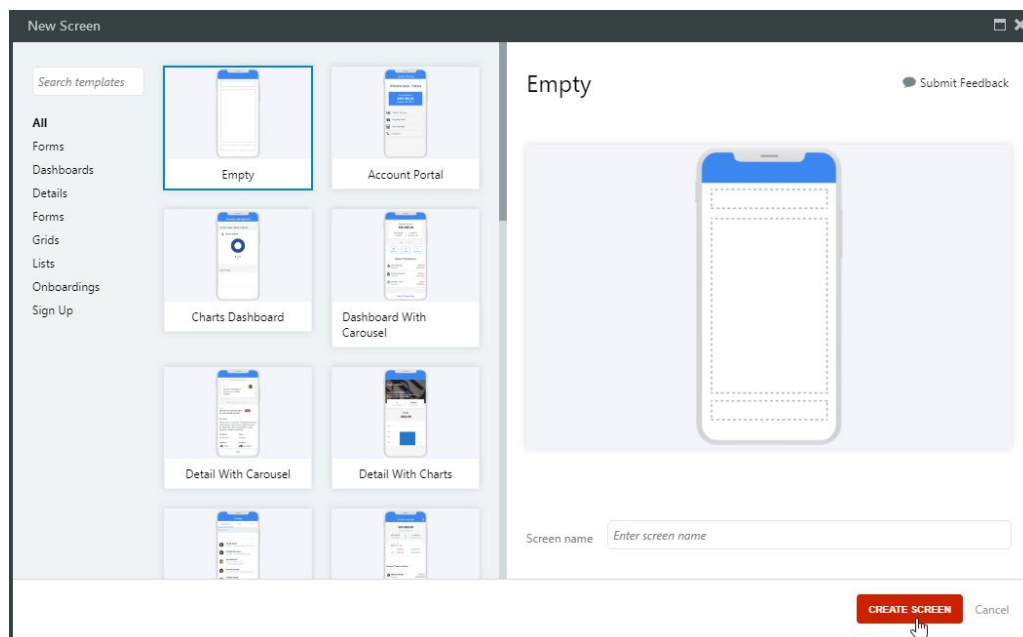 New Screen
Search templates
All
Forms
Dashboards
Details
Forms
Grids
Lists
Onboardings
Sign Up
Empty
Account Portal
Charts Dashboard
Dashboard With
Carousel
Detail With Carousel
Detail With Charts
Empty
Submit Feedback
Screen name
Enter screen name
CREATE SCREEN
Cancel